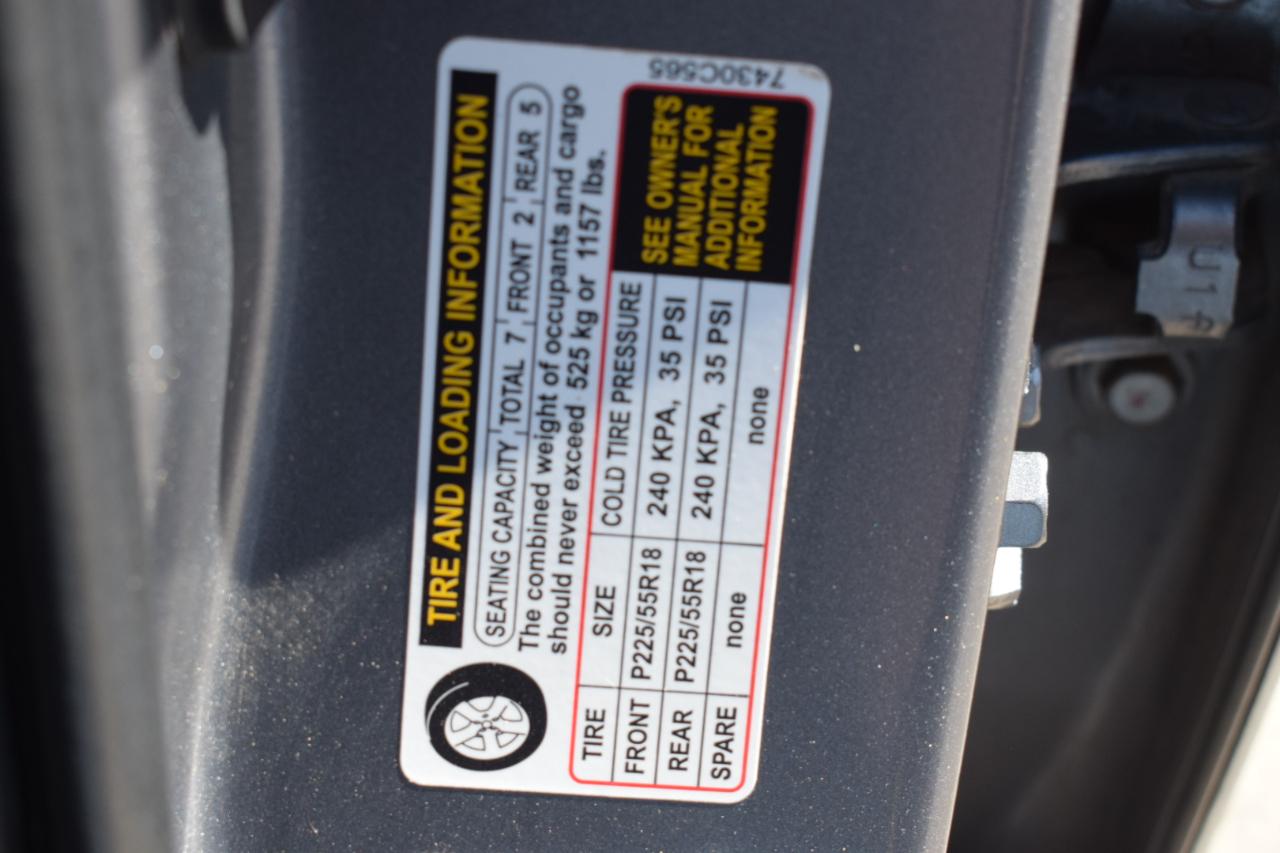 TIRE AND LOADING INFORMATION
SEATING CAPACITY TOTAL 7 FRONT 2 REAR 5
The combined weight of occupants and cargo
should never exceed 525 kg or 1157 lbs.
TIRE SIZE COLD TIRE PRESSURE
FRONT P225/55R18 240 KPA, 35 PSI
REAR P225/55R18 240 KPA, 35 PSI
SPARE none none
SEE OWNER'S
MANUAL FOR
ADDITIONAL
INFORMATION
7430C565
U14